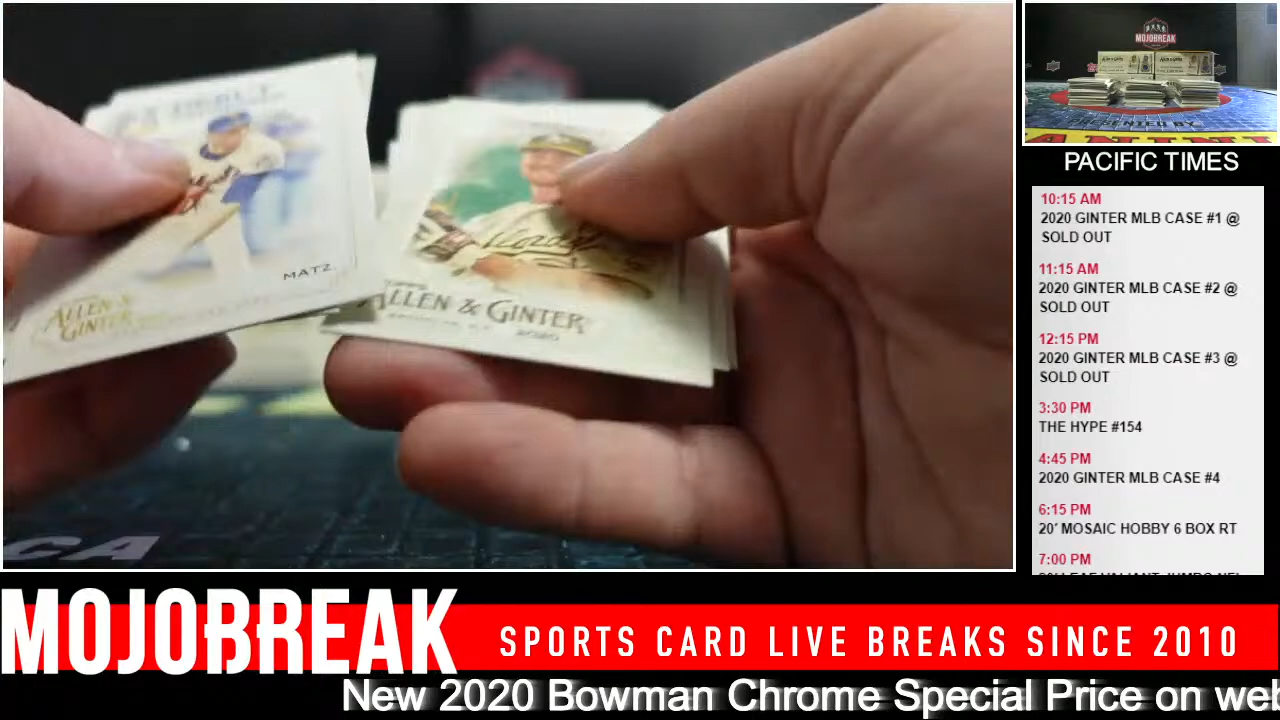 MATZ
ALLEN &
GINTER
ALLEN & GINTER
2020
MOJOBREAK
PRESENTED BY
PANINI
PACIFIC TIMES
10:15 AM
2020 GINTER MLB CASE #1 @
SOLD OUT
11:15 AM
2020 GINTER MLB CASE #2 @
SOLD OUT
12:15 PM
2020 GINTER MLB CASE #3 @
SOLD OUT
3:30 PM
THE HYPE #154
4:45 PM
2020 GINTER MLB CASE #4
6:15 PM
20' MOSAIC HOBBY 6 BOX RT
7:00 PM
MOJOBREAK
SPORTS CARD LIVE BREAKS SINCE 2010
New 2020 Bowman Chrome Special Price on web